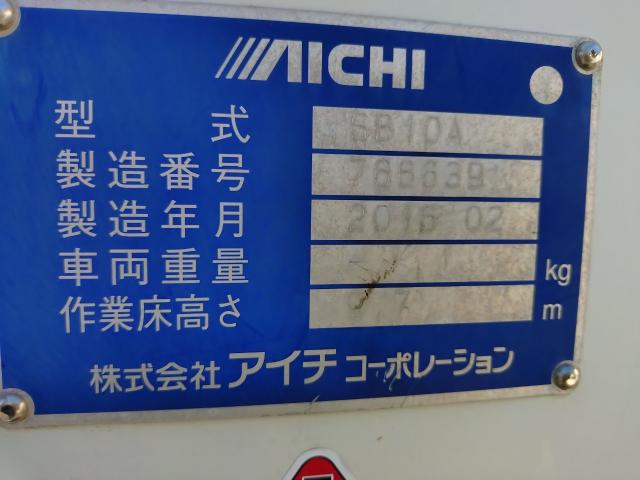 AICHI
型式 SB10A
製造番号 766639
製造年月 2016 02
車両重量 kg
作業床高さ m
株式会社アイチコーポレーション